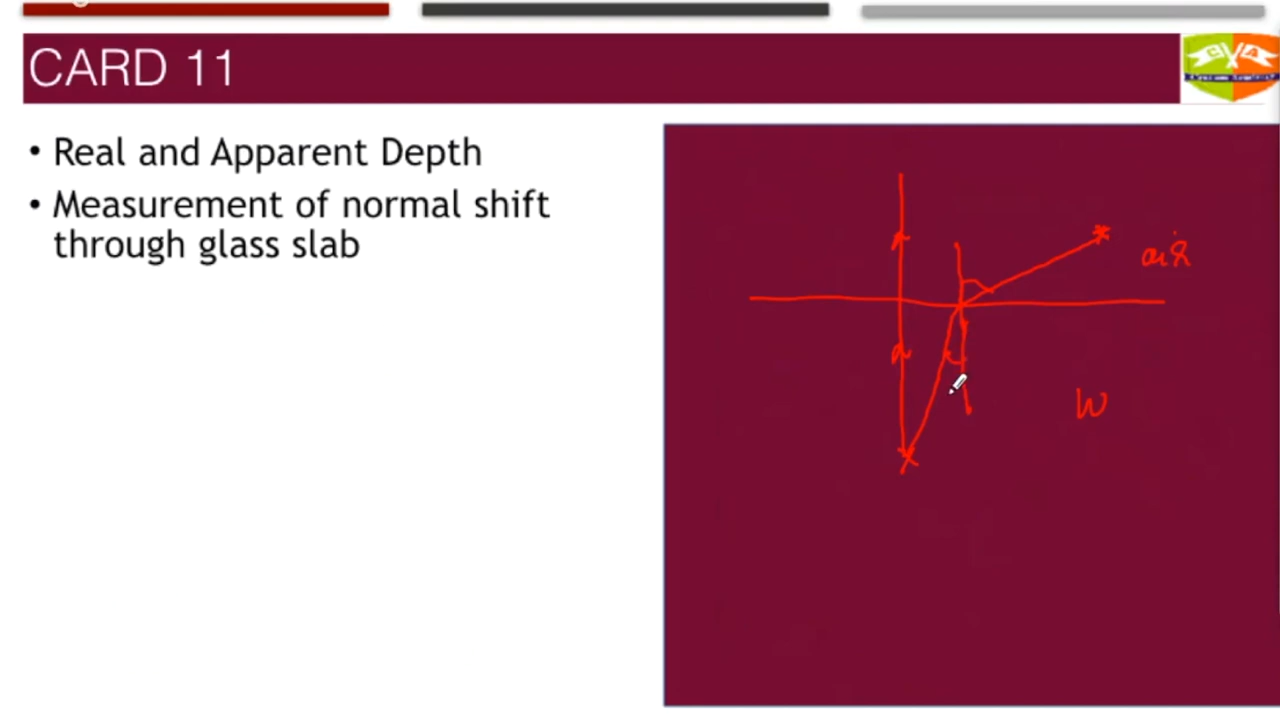 CARD 11
• Real and Apparent Depth
• Measurement of normal shift
through glass slab
air
W